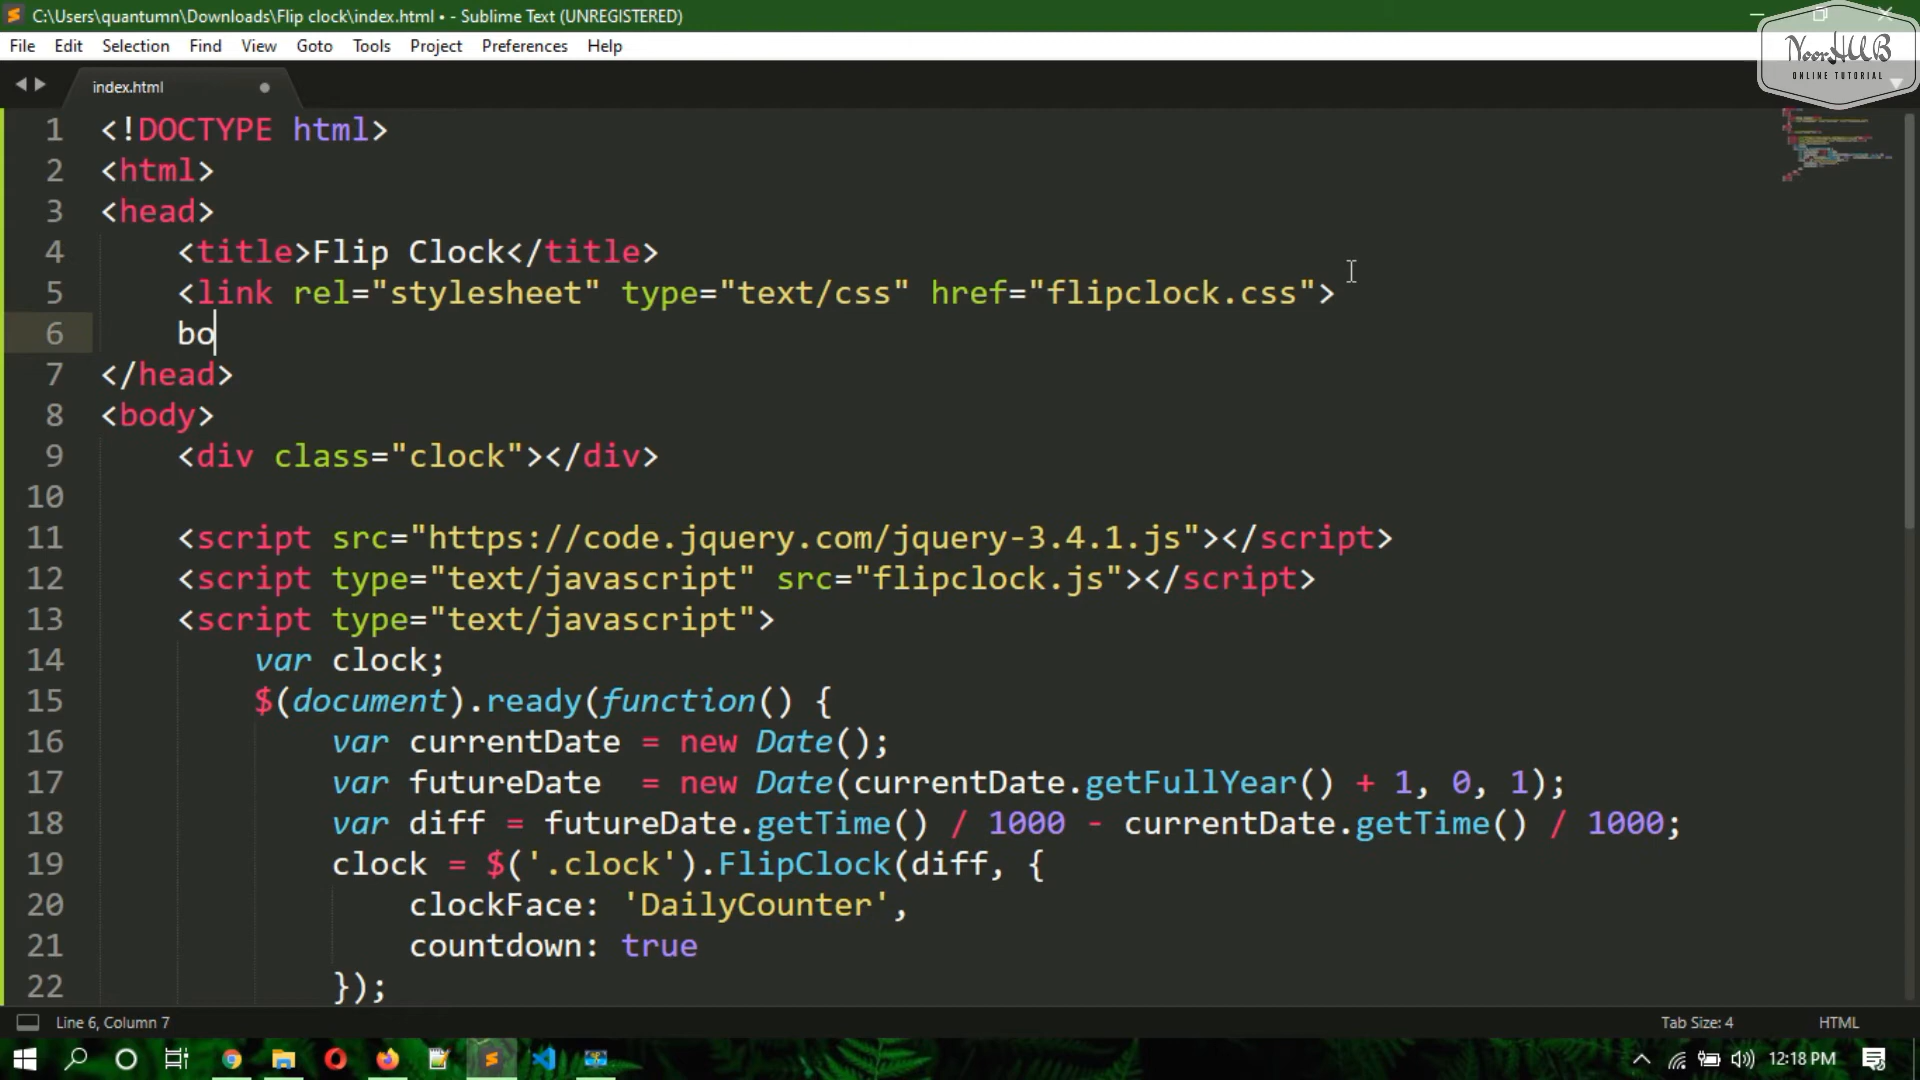 C:\Users\quantumn\Downloads\Flip clock\index.html • - Sublime Text (UNREGISTERED)
File Edit Selection Find View Goto Tools Project Preferences Help
NoorHUB
ONLINE TUTORIAL
index.html
1 <!DOCTYPE html>
2 <html>
3 <head>
4 <title>Flip Clock</title>
5 <link rel="stylesheet" type="text/css" href="flipclock.css">
6 bo
7 </head>
8 <body>
9 <div class="clock"></div>
10
11 <script src="https://code.jquery.com/jquery-3.4.1.js"></script>
12 <script type="text/javascript" src="flipclock.js"></script>
13 <script type="text/javascript">
14 var clock;
15 $(document).ready(function() {
16 var currentDate = new Date();
17 var futureDate  = new Date(currentDate.getFullYear() + 1, 0, 1);
18 var diff = futureDate.getTime() / 1000 - currentDate.getTime() / 1000;
19 clock = $('.clock').FlipClock(diff, {
20 clockFace: 'DailyCounter',
21 countdown: true
22 });
Line 6, Column 7 Tab Size: 4 HTML
12:18 PM